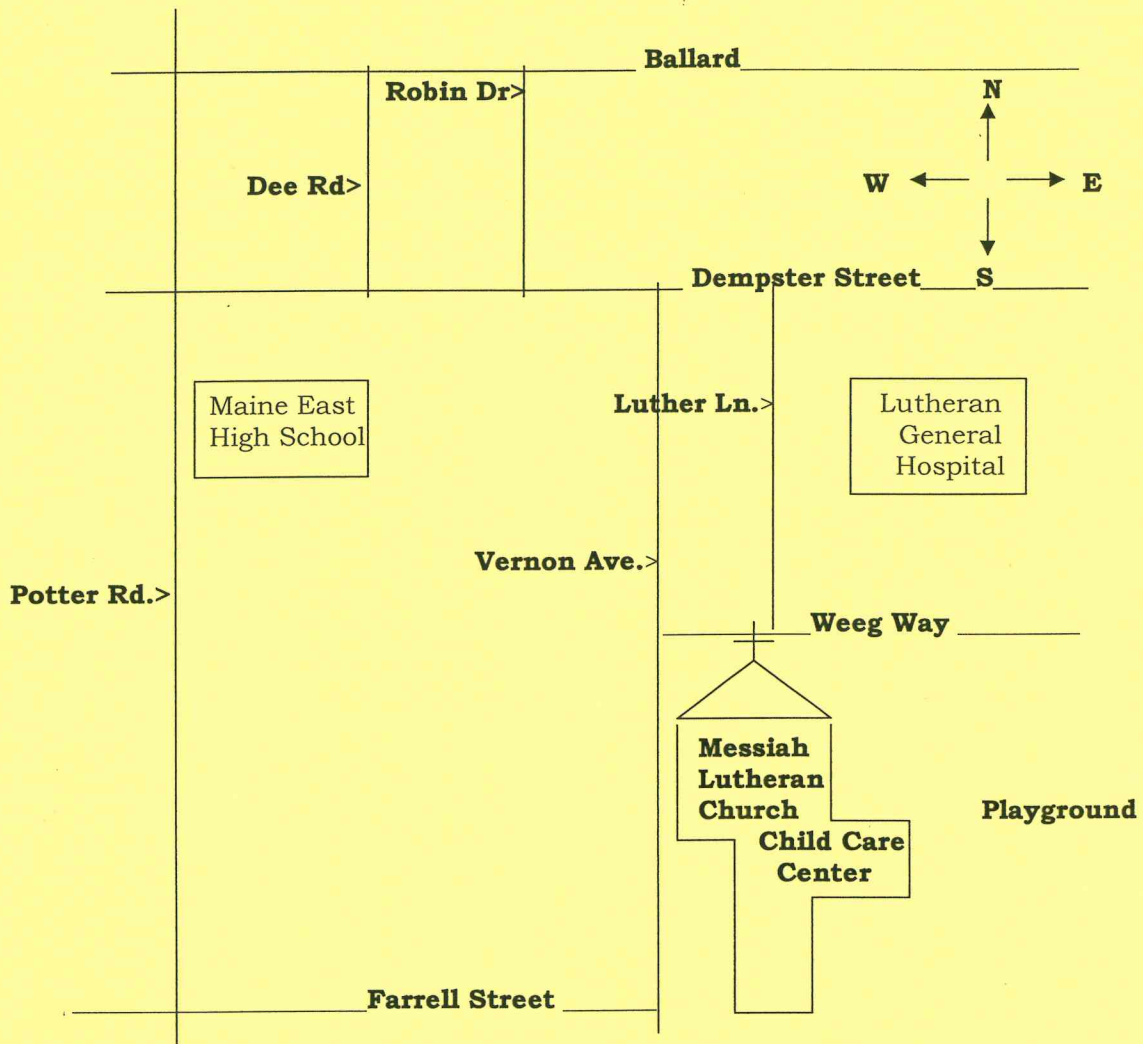 Ballard
Robin Dr>
N
Dee Rd>
W E
Dempster Street S
Maine East
High School
Luther Ln.>
Lutheran
General
Hospital
Vernon Ave.>
Potter Rd.>
Weeg Way
Messiah
Lutheran
Church
Playground
Child Care
Center
Farrell Street